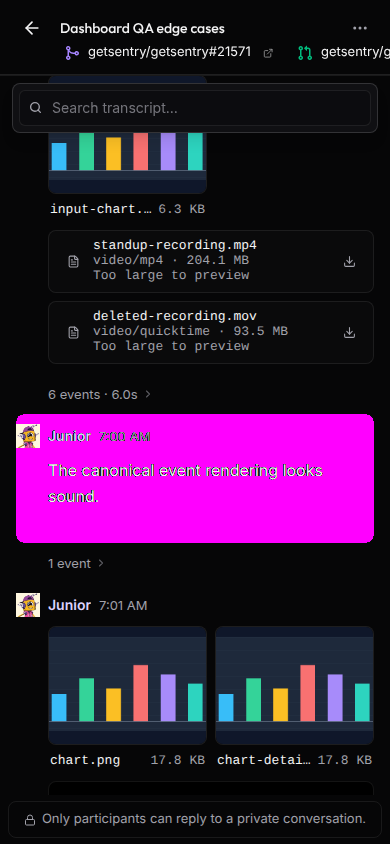 Dashboard QA edge cases
getsentry/getsentry#21571
getsentry/g
Search transcript...
input-chart.… 6.3 KB
standup-recording.mp4
video/mp4 · 204.1 MB
Too large to preview
deleted-recording.mov
video/quicktime · 93.5 MB
Too large to preview
6 events · 6.0s
Junior 7:00 AM
The canonical event rendering looks
sound.
1 event
Junior 7:01 AM
chart.png 17.8 KB
chart-detai… 17.8 KB
Only participants can reply to a private conversation.